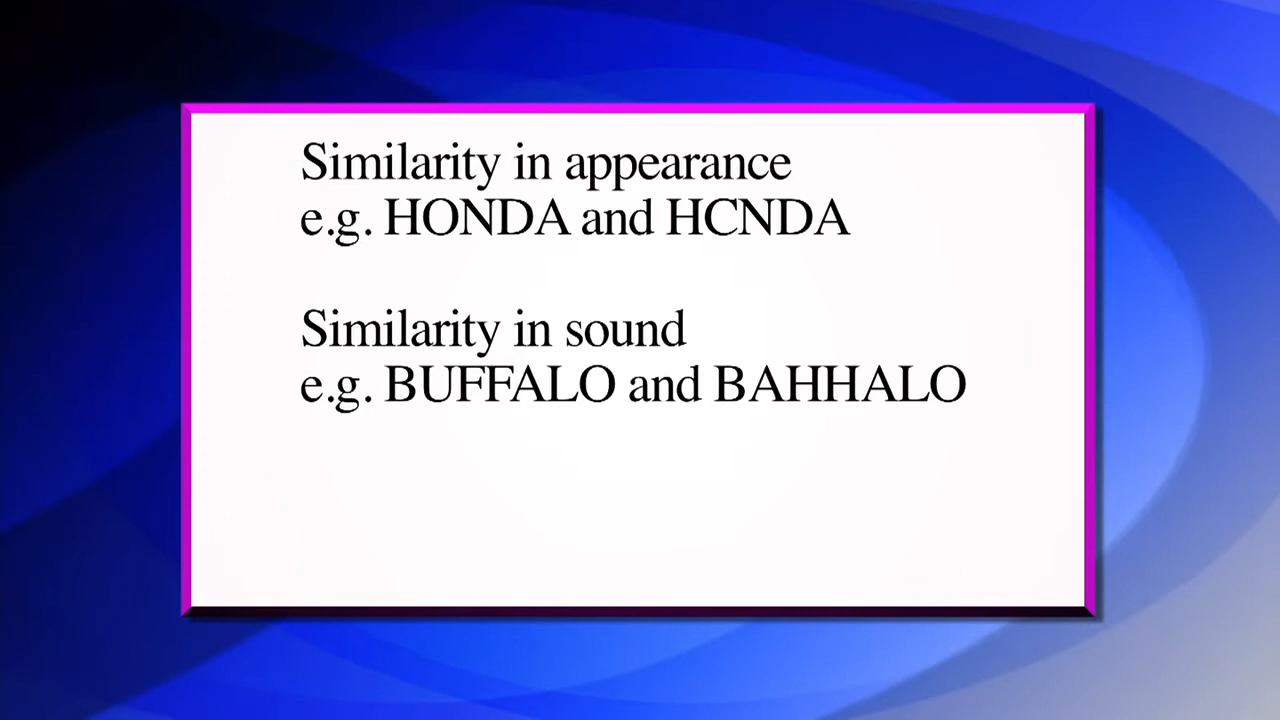 Similarity in appearance
e.g. HONDA and HCNDA
Similarity in sound
e.g. BUFFALO and BAHHALO